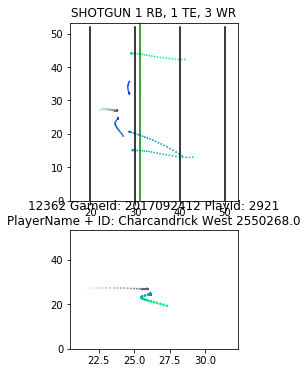 SHOTGUN 1 RB, 1 TE, 3 WR
50
40
30
20
10
0
20 30 40 50
12362 GameId: 2017092412 PlayId: 2921
PlayerName + ID: Charcandrick West 2550268.0
40
20
0
22.5 25.0 27.5 30.0